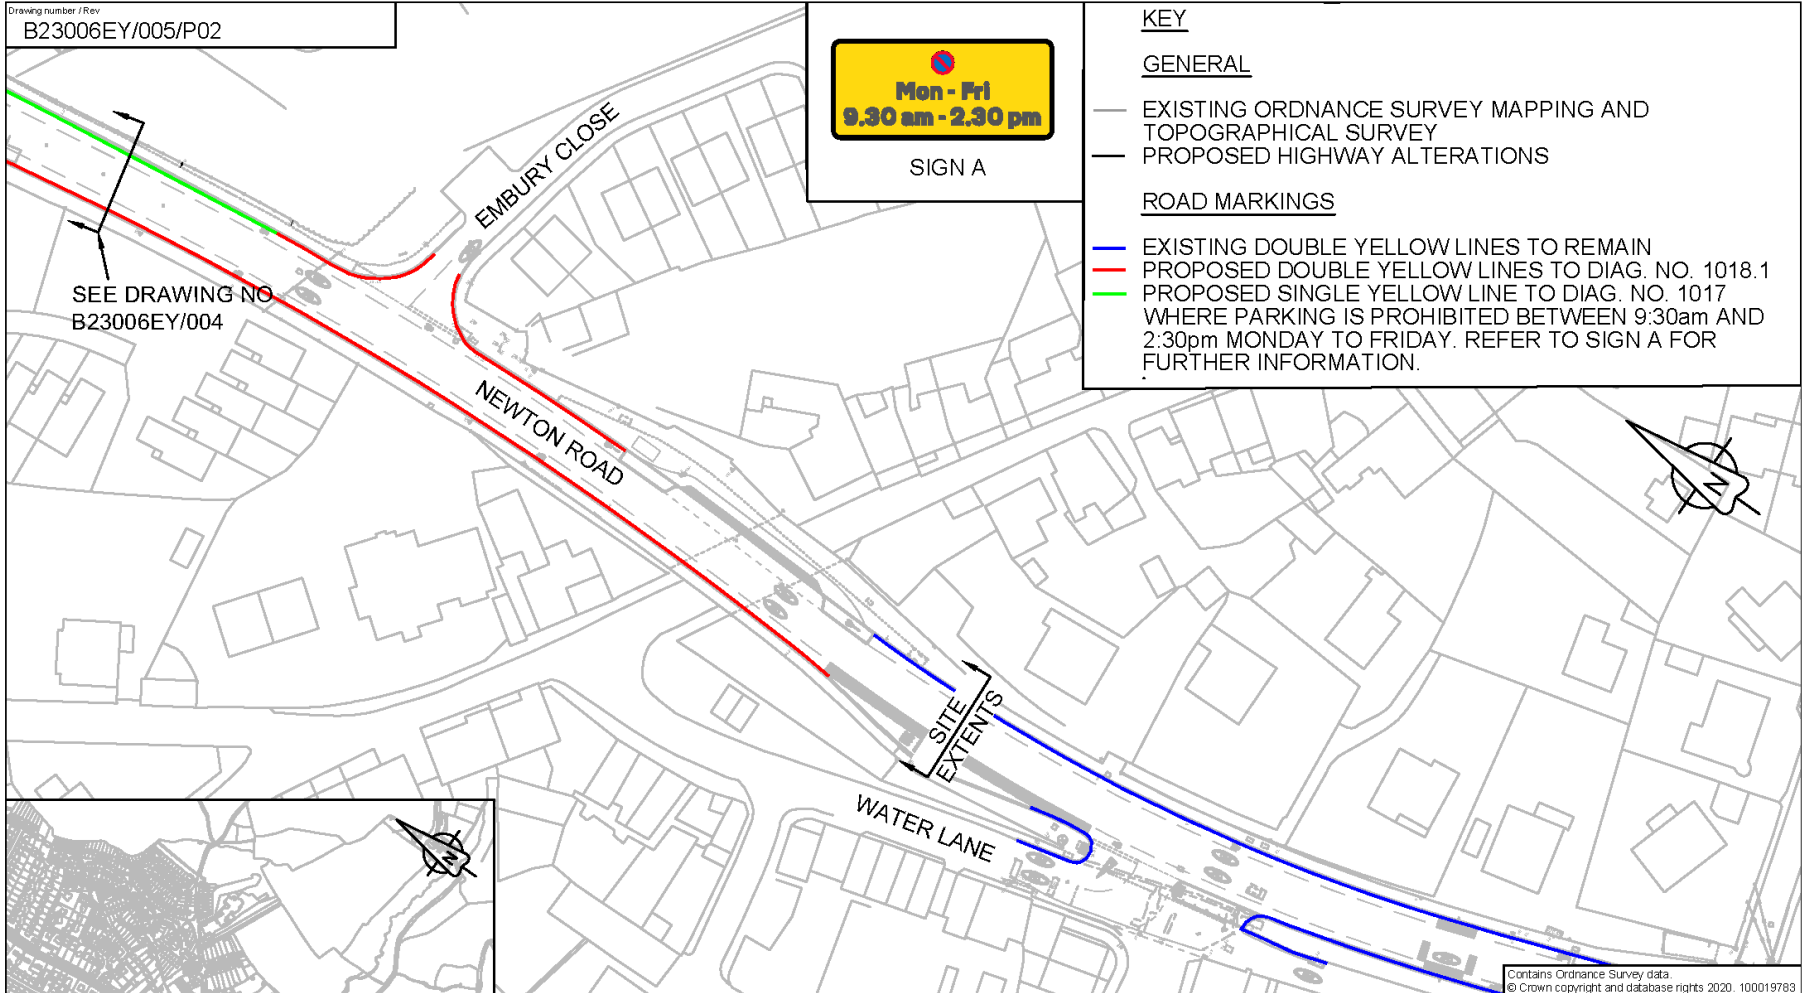 Drawing number / Rev
B23006EY/005/P02
Mon - Fri
9.30 am - 2.30 pm
SIGN A
KEY
GENERAL
EXISTING ORDNANCE SURVEY MAPPING AND
TOPOGRAPHICAL SURVEY
PROPOSED HIGHWAY ALTERATIONS
ROAD MARKINGS
EXISTING DOUBLE YELLOW LINES TO REMAIN
PROPOSED DOUBLE YELLOW LINES TO DIAG. NO. 1018.1
PROPOSED SINGLE YELLOW LINE TO DIAG. NO. 1017
WHERE PARKING IS PROHIBITED BETWEEN 9:30am AND
2:30pm MONDAY TO FRIDAY. REFER TO SIGN A FOR
FURTHER INFORMATION.
EMBURY CLOSE
SEE DRAWING NO
B23006EY/004
NEWTON ROAD
N
SITE
EXTENTS
WATER LANE
N
Contains Ordnance Survey data.
© Crown copyright and database rights 2020. 100019783